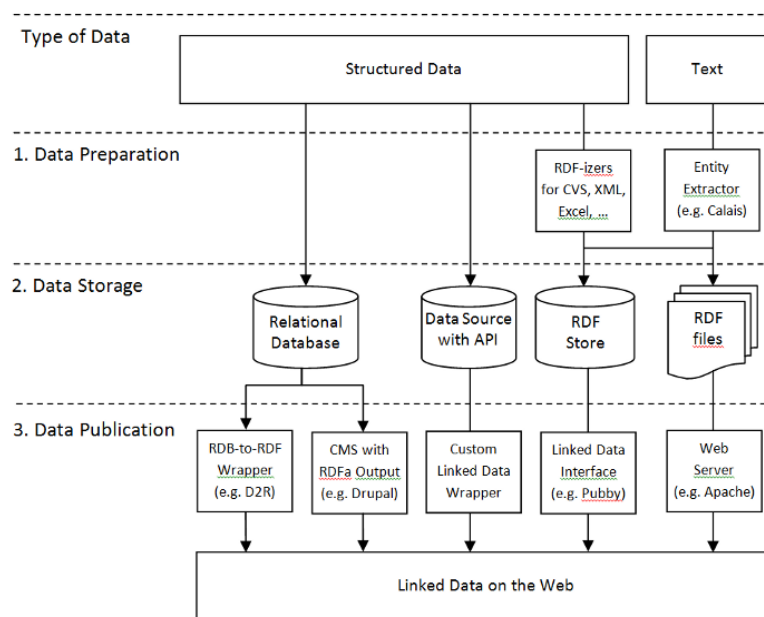 Type of Data
Structured Data
Text
1. Data Preparation
RDF-izers
for CVS, XML,
Excel, ...
Entity
Extractor
(e.g. Calais)
2. Data Storage
Relational
Database
Data Source
with API
RDF
Store
RDF
files
3. Data Publication
RDB-to-RDF
Wrapper
(e.g. D2R)
CMS with
RDFa Output
(e.g. Drupal)
Custom
Linked Data
Wrapper
Linked Data
Interface
(e.g. Pubby)
Web
Server
(e.g. Apache)
Linked Data on the Web